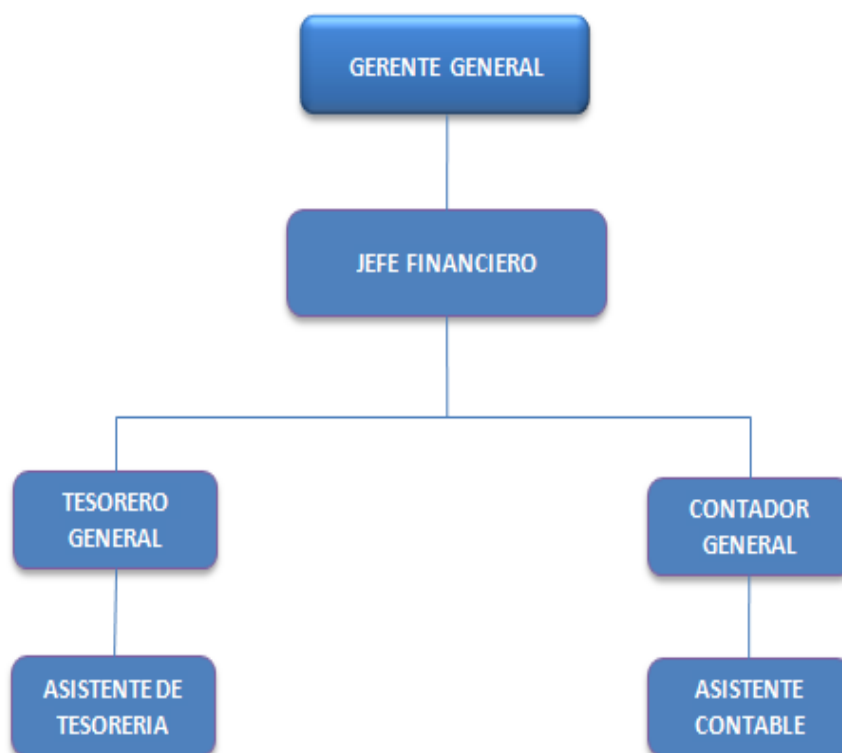 GERENTE GENERAL
JEFE FINANCIERO
TESORERO
GENERAL
CONTADOR
GENERAL
ASISTENTE DE
TESORERIA
ASISTENTE
CONTABLE